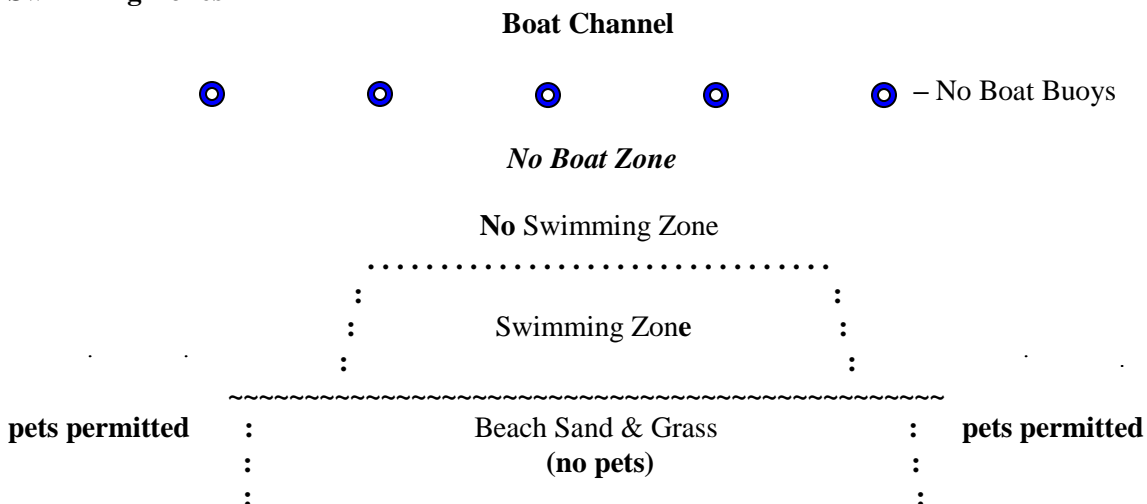 Boat Channel
– No Boat Buoys
No Boat Zone
No Swimming Zone
Swimming Zone
pets permitted : Beach Sand & Grass : pets permitted
(no pets)